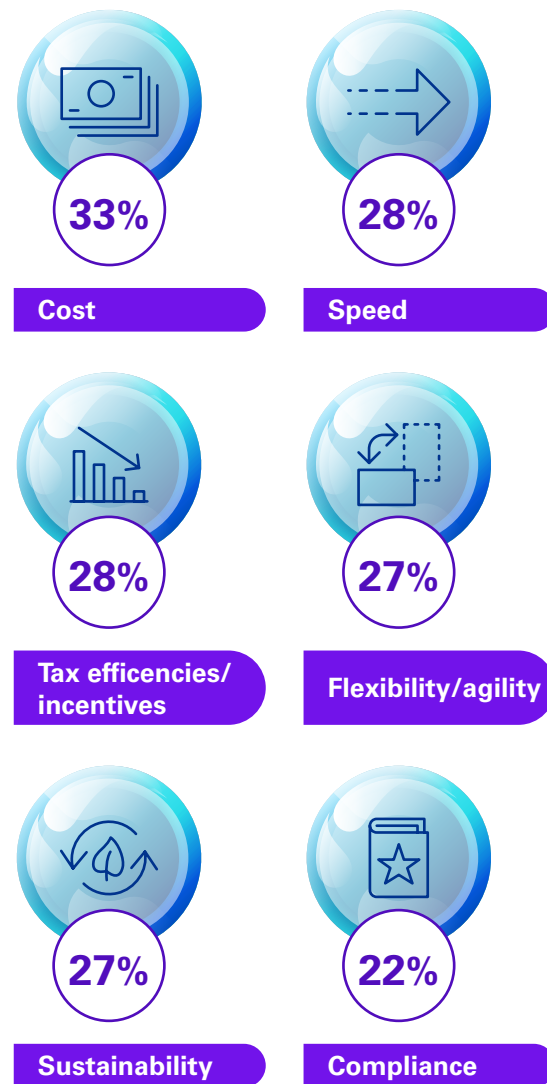 33%
Cost
28%
Speed
28%
Tax efficencies/
incentives
27%
Flexibility/agility
27%
Sustainability
22%
Compliance